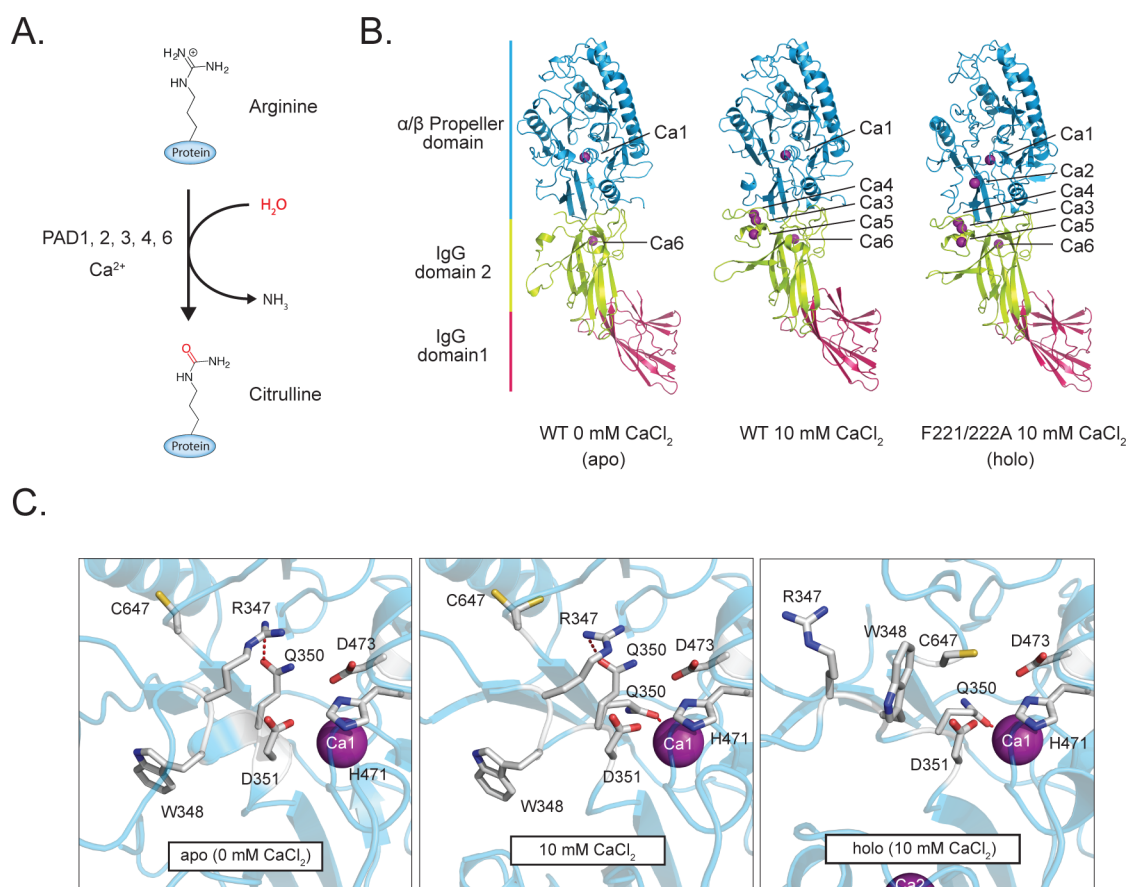 A.
H₂N
⊕
NH₂
HN
Protein
Arginine
PAD1, 2, 3, 4, 6
Ca²⁺
H₂O
NH₃
O
NH₂
HN
Protein
Citrulline
B.
α/β Propeller
domain
IgG
domain 2
IgG
domain1
Ca1
Ca6
WT 0 mM CaCl₂
(apo)
Ca1
Ca4
Ca3
Ca5
Ca6
WT 10 mM CaCl₂
Ca1
Ca2
Ca4
Ca3
Ca5
Ca6
F221/222A 10 mM CaCl₂
(holo)
C.
C647
R347
D473
Q350
Ca1
D351
H471
W348
apo (0 mM CaCl₂)
C647
R347
D473
Q350
Q350
Ca1
H471
D351
W348
10 mM CaCl₂
R347
W348
C647
D473
Q350
Ca1
D351
H471
holo (10 mM CaCl₂)
Ca2